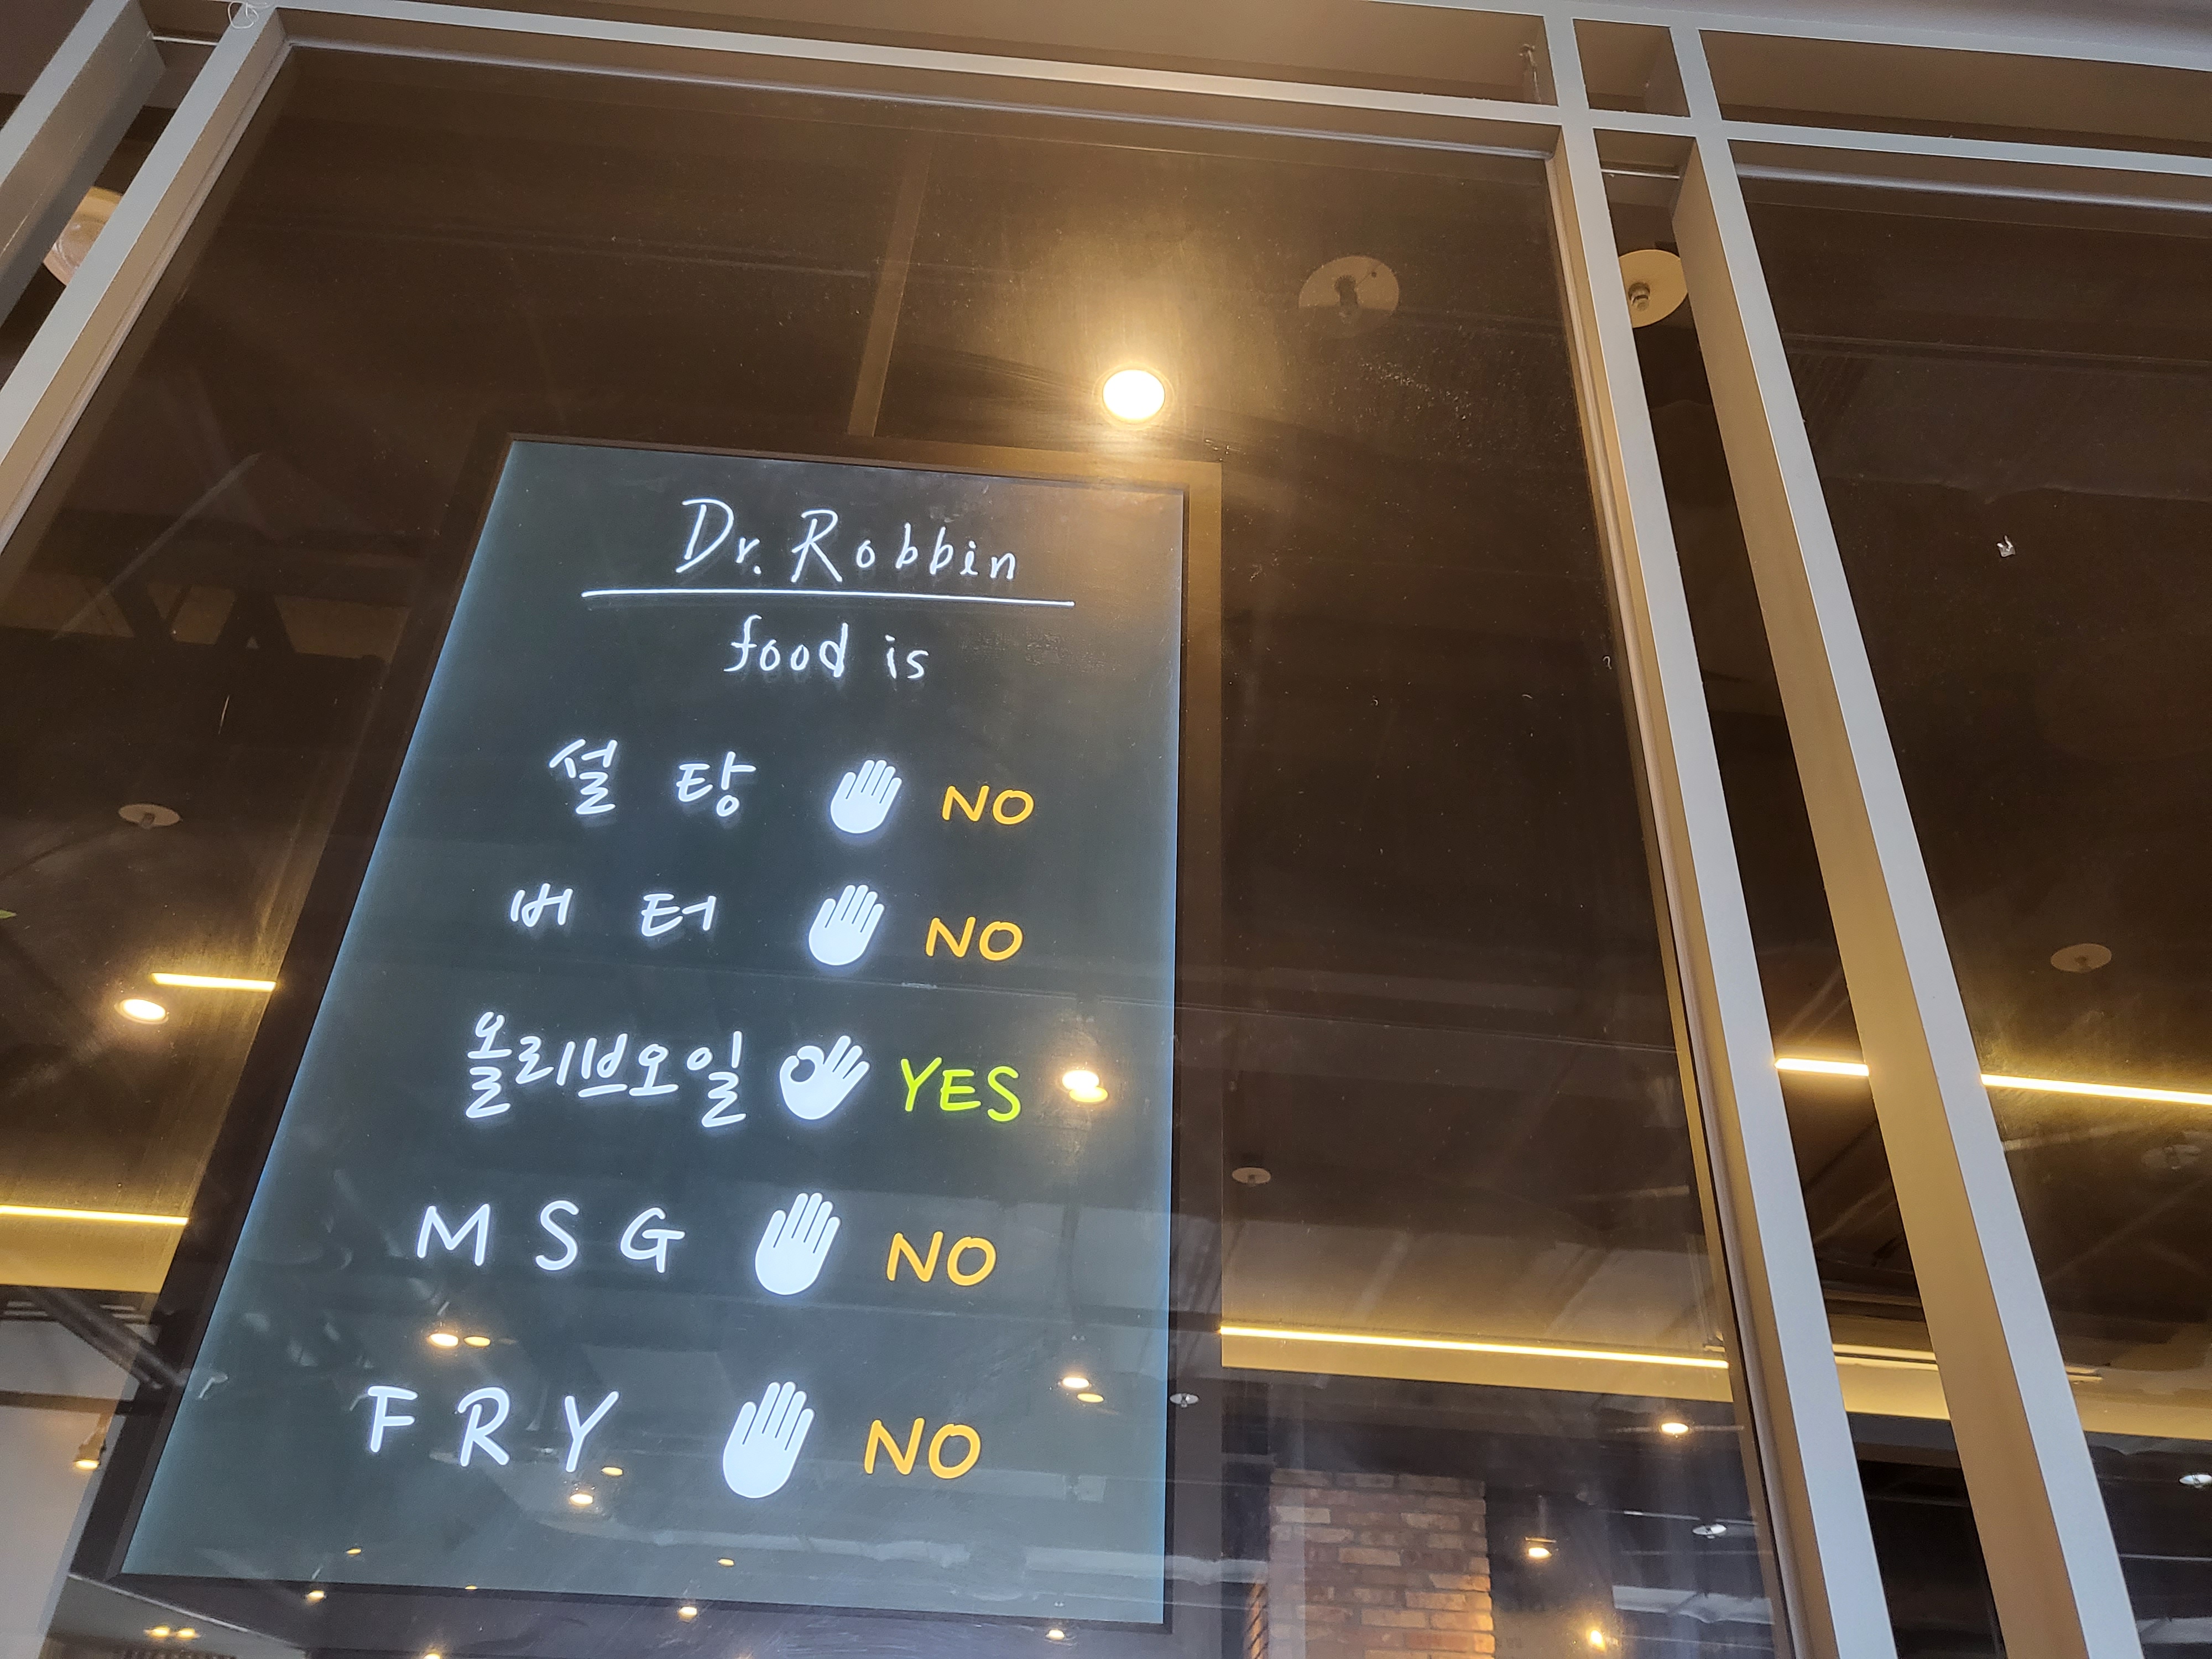 Dr. Robbin
food is
설탕 NO
버터 NO
올리브오일 YES
MSG NO
FRY NO